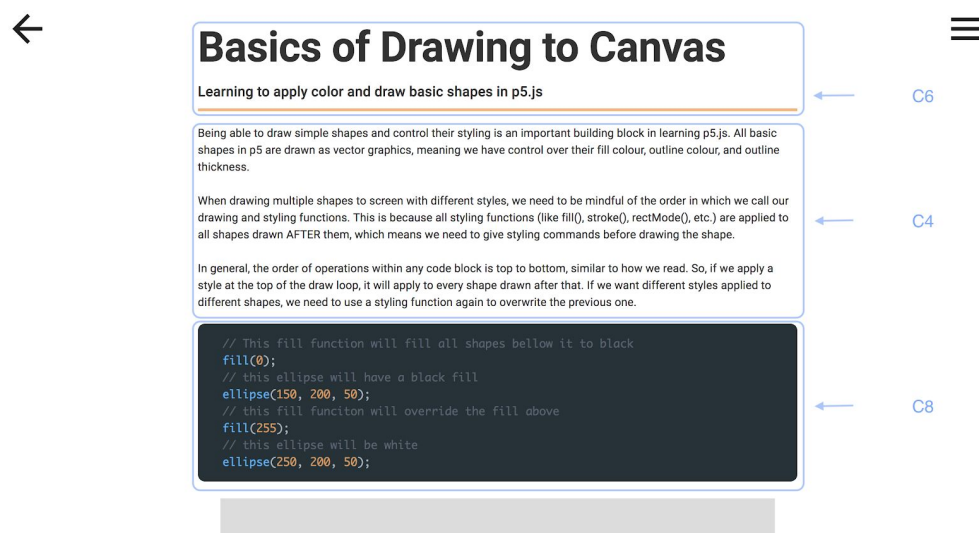 Basics of Drawing to Canvas
Learning to apply color and draw basic shapes in p5.js
C6
Being able to draw simple shapes and control their styling is an important building block in learning p5.js. All basic
shapes in p5 are drawn as vector graphics, meaning we have control over their fill colour, outline colour, and outline
thickness.
When drawing multiple shapes to screen with different styles, we need to be mindful of the order in which we call our
drawing and styling functions. This is because all styling functions (like fill(), stroke(), rectMode(), etc.) are applied to
all shapes drawn AFTER them, which means we need to give styling commands before drawing the shape.
C4
In general, the order of operations within any code block is top to bottom, similar to how we read. So, if we apply a
style at the top of the draw loop, it will apply to every shape drawn after that. If we want different styles applied to
different shapes, we need to use a styling function again to overwrite the previous one.
// This fill function will fill all shapes bellow it to black
fill(0);
// this ellipse will have a black fill
ellipse(150, 200, 50);
// this fill funciton will override the fill above
C8
fill(255);
// this ellipse will be white
ellipse(250, 200, 50);